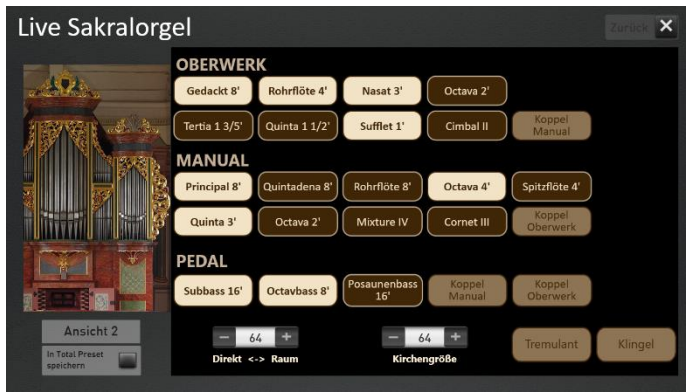 Live Sakralorgel
Zurück
OBERWERK
Gedackt 8'
Rohrflöte 4'
Nasat 3'
Octava 2'
Tertia 1 3/5'
Quinta 1 1/2'
Sufflet 1'
Cimbal II
Koppel
Manual
MANUAL
Principal 8'
Quintadena 8'
Rohrflöte 8'
Octava 4'
Spitzflöte 4'
Quinta 3'
Octava 2'
Mixture IV
Cornet III
Koppel
Oberwerk
PEDAL
Subbass 16'
Octavbass 8'
Posaunenbass
16'
Koppel
Manual
Koppel
Oberwerk
Ansicht 2
In Total Preset
speichern
− 64 +
Direkt <-> Raum
− 64 +
Kirchengröße
Tremulant
Klingel